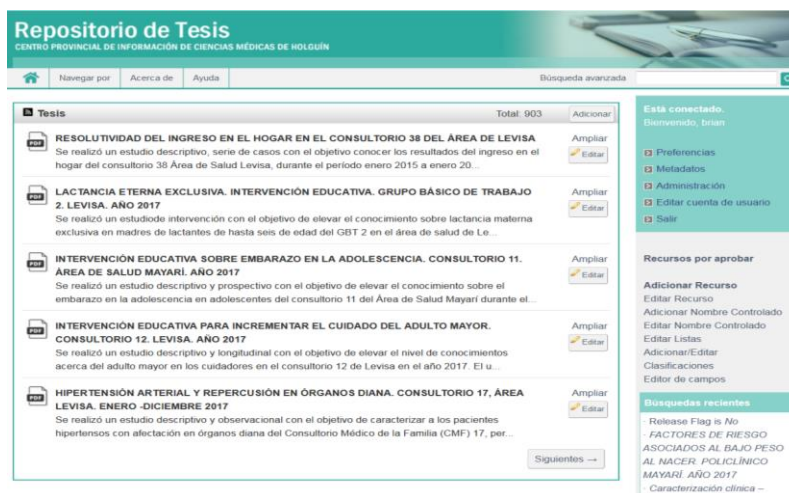 Repositorio de Tesis
CENTRO PROVINCIAL DE INFORMACIÓN DE CIENCIAS MÉDICAS DE HOLGUÍN
Navegar por Acerca de Ayuda Búsqueda avanzada
Tesis Total: 903 Adicionar
RESOLUTIVIDAD DEL INGRESO EN EL HOGAR EN EL CONSULTORIO 38 DEL ÁREA DE LEVISA Ampliar
Se realizó un estudio descriptivo, serie de casos con el objetivo conocer los resultados del ingreso en el Editar
hogar del consultorio 38 Área de Salud Levisa, durante el período enero 2015 a enero 20...
LACTANCIA ETERNA EXCLUSIVA. INTERVENCIÓN EDUCATIVA. GRUPO BÁSICO DE TRABAJO Ampliar
2. LEVISA. AÑO 2017 Editar
Se realizó un estudiode intervención con el objetivo de elevar el conocimiento sobre lactancia materna
exclusiva en madres de lactantes de hasta seis de edad del GBT 2 en el área de salud de Le...
INTERVENCIÓN EDUCATIVA SOBRE EMBARAZO EN LA ADOLESCENCIA. CONSULTORIO 11. Ampliar
ÁREA DE SALUD MAYARÍ. AÑO 2017 Editar
Se realizó un estudio descriptivo y prospectivo con el objetivo de elevar el conocimiento sobre el
embarazo en la adolescencia en adolescentes del consultorio 11 del Área de Salud Mayarí durante el...
INTERVENCIÓN EDUCATIVA PARA INCREMENTAR EL CUIDADO DEL ADULTO MAYOR. Ampliar
CONSULTORIO 12. LEVISA. AÑO 2017 Editar
Se realizó un estudio descriptivo y longitudinal con el objetivo de elevar el nivel de conocimientos
acerca del adulto mayor en los cuidadores en el consultorio 12 de Levisa en el año 2017. El u...
HIPERTENSIÓN ARTERIAL Y REPERCUSIÓN EN ÓRGANOS DIANA. CONSULTORIO 17, ÁREA Ampliar
LEVISA. ENERO -DICIEMBRE 2017 Editar
Se realizó un estudio descriptivo y observacional con el objetivo de caracterizar a los pacientes
hipertensos con afectación en órganos diana del Consultorio Médico de la Familia (CMF) 17, per...
Siguientes →
Está conectado.
Bienvenido, brian
Preferencias
Metadatos
Administración
Editar cuenta de usuario
Salir
Recursos por aprobar
Adicionar Recurso
Editar Recurso
Adicionar Nombre Controlado
Editar Nombre Controlado
Editar Listas
Adicionar/Editar
Clasificaciones
Editor de campos
Búsquedas recientes
· Release Flag is No
· FACTORES DE RIESGO
ASOCIADOS AL BAJO PESO
AL NACER. POLICLÍNICO
MAYARÍ. AÑO 2017
· Caracterización clínica –
PDF
PDF
PDF
PDF
PDF